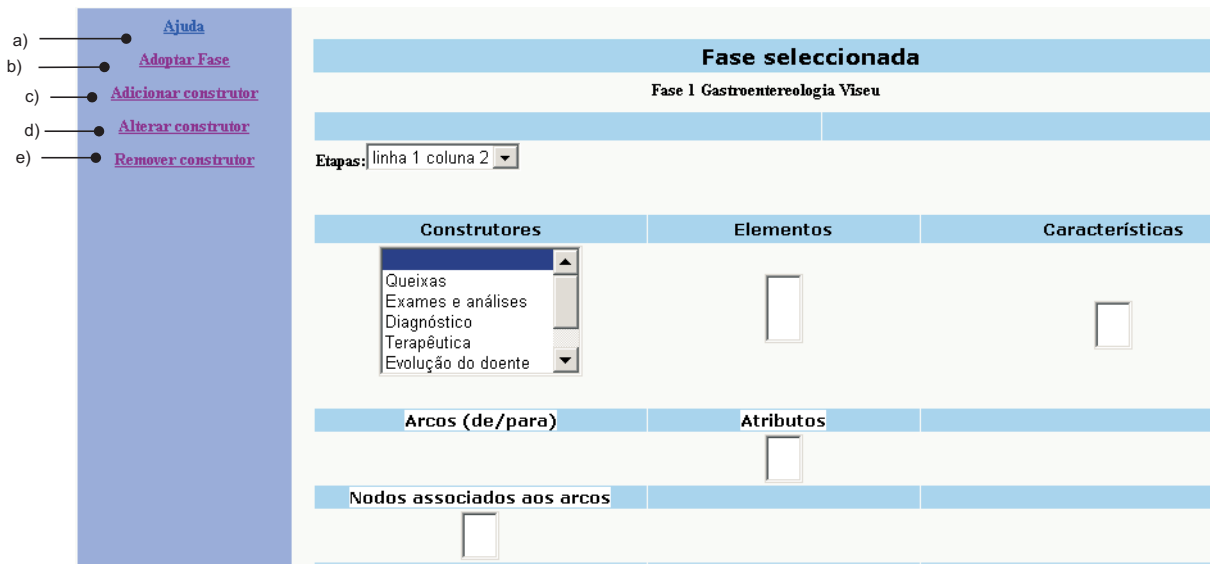 a)
b)
c)
d)
e)
Ajuda
Adoptar Fase
Adicionar construtor
Alterar construtor
Remover construtor
Fase seleccionada
Fase 1 Gastroentereologia Viseu
Etapas: linha 1 coluna 2
Construtores Elementos Características
Queixas
Exames e análises
Diagnóstico
Terapêutica
Evolução do doente
Arcos (de/para) Atributos
Nodos associados aos arcos